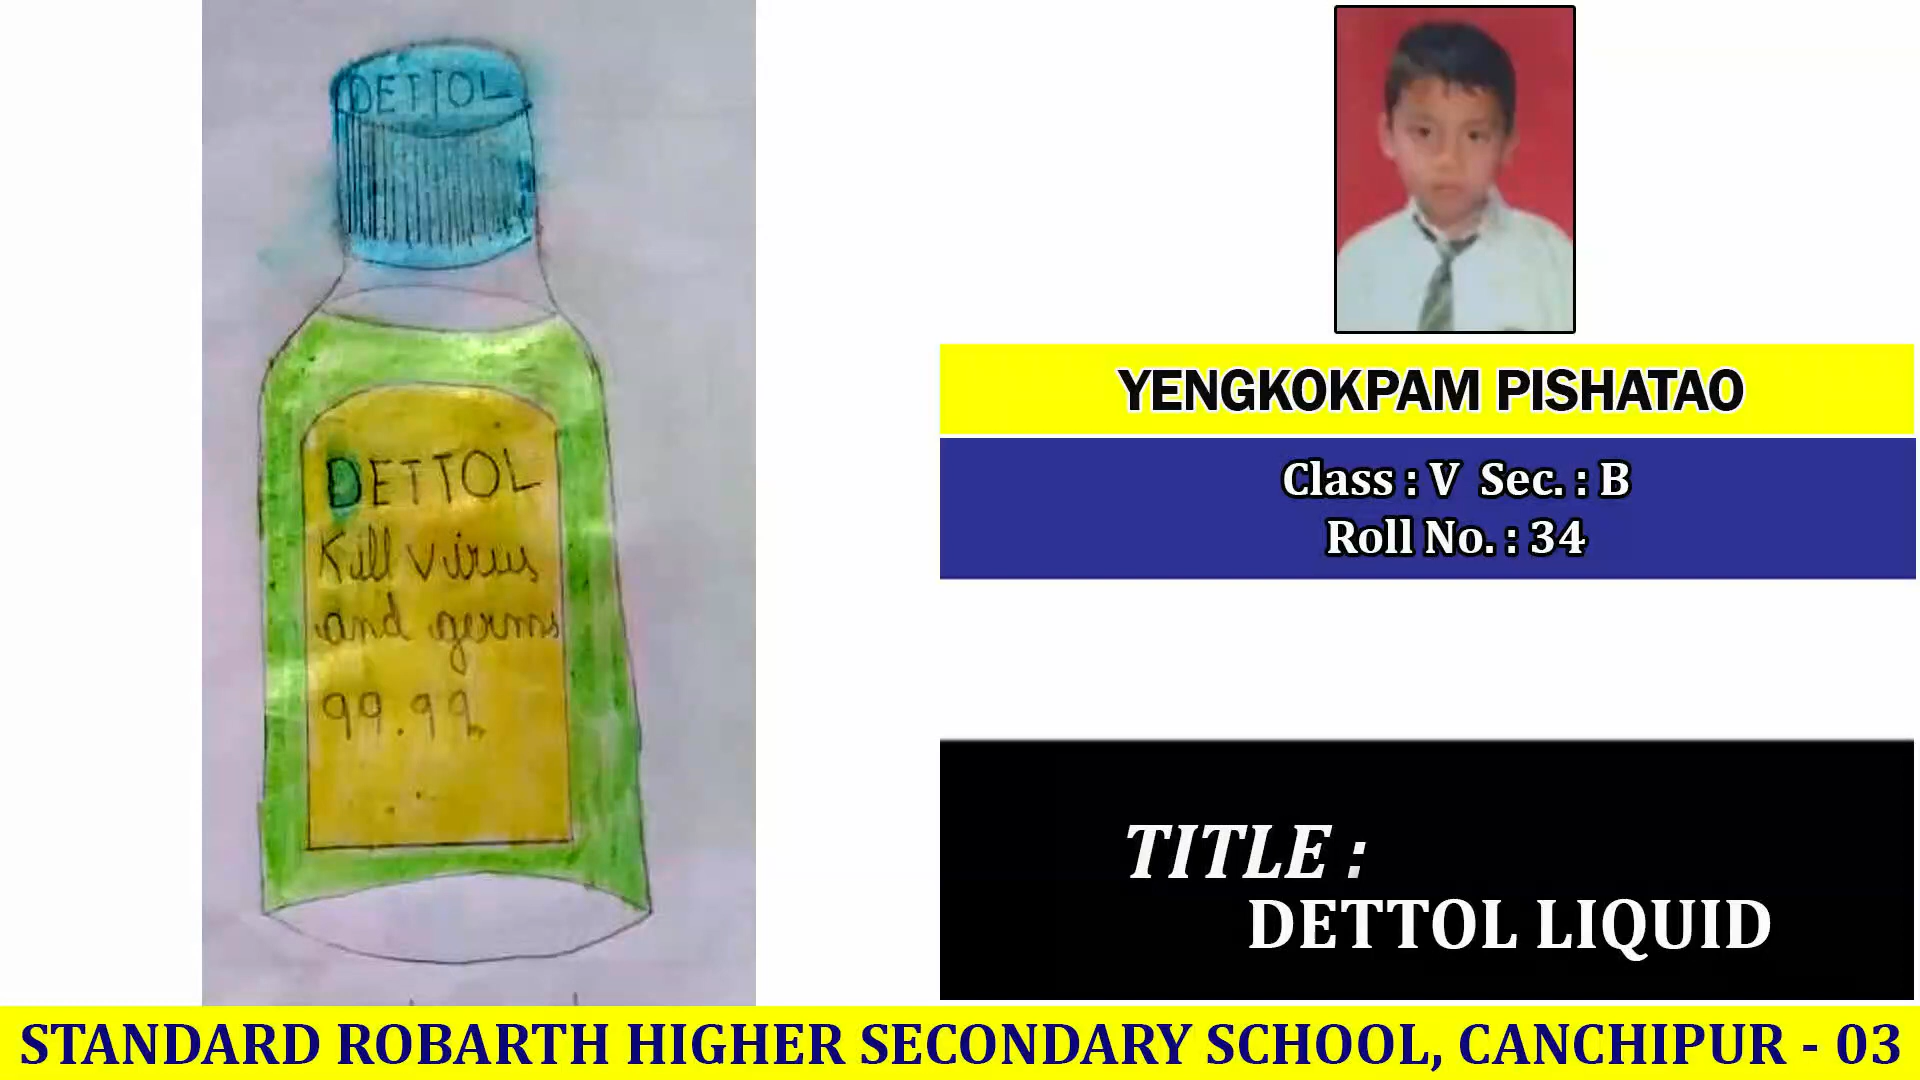 DETTOL
DETTOL
Kill virus
and germs
99.99
YENGKOKPAM PISHATAO
Class : V Sec. : B
Roll No. : 34
TITLE :
DETTOL LIQUID
STANDARD ROBARTH HIGHER SECONDARY SCHOOL, CANCHIPUR - 03